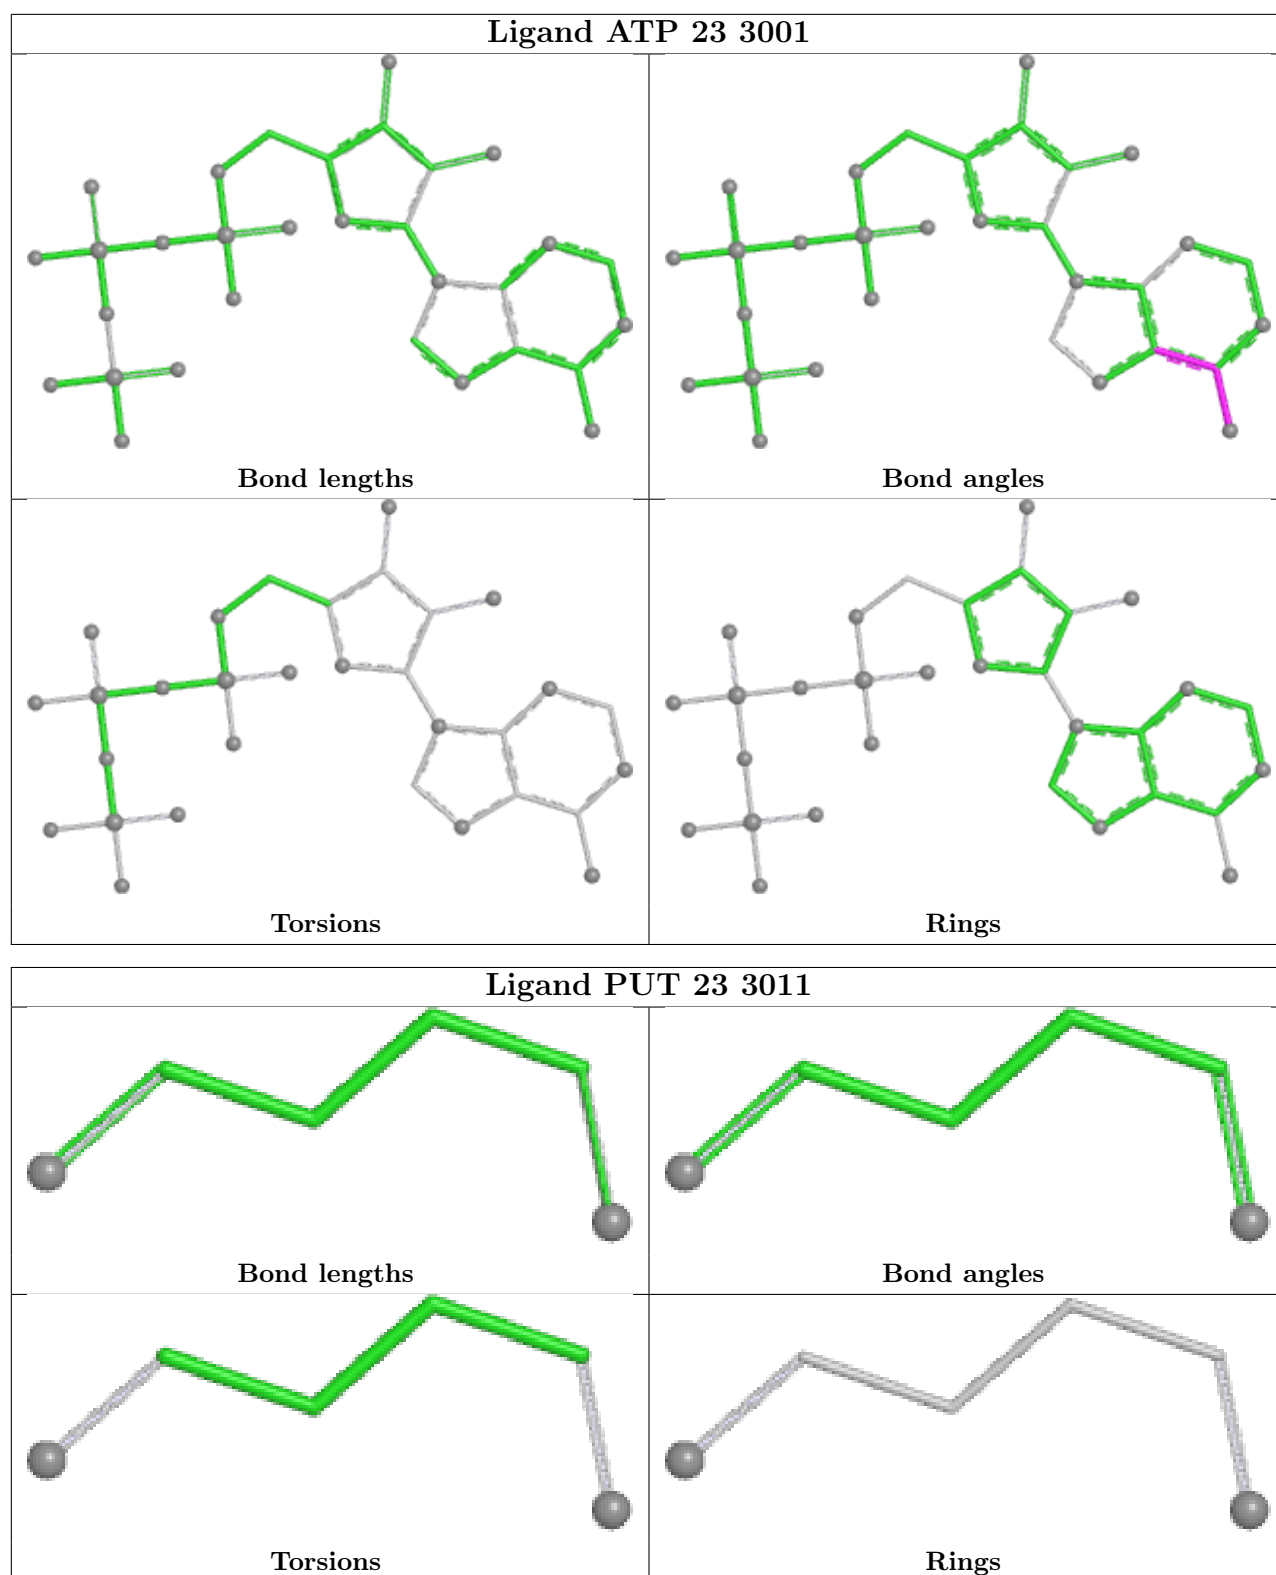 Ligand ATP 23 3001
Bond lengths
Bond angles
Torsions
Rings
Ligand PUT 23 3011
Bond lengths
Bond angles
Torsions
Rings